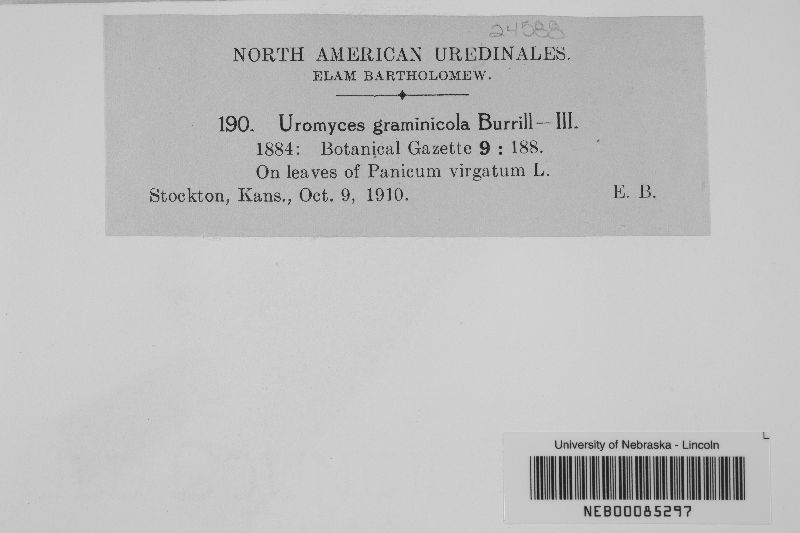 24588
NORTH AMERICAN UREDINALES.
ELAM BARTHOLOMEW.
190. Uromyces graminicola Burrill—III.
1884: Botanical Gazette 9 : 188.
On leaves of Panicum virgatum L.
Stockton, Kans., Oct. 9, 1910. E. B.
University of Nebraska - Lincoln
NEB00085297